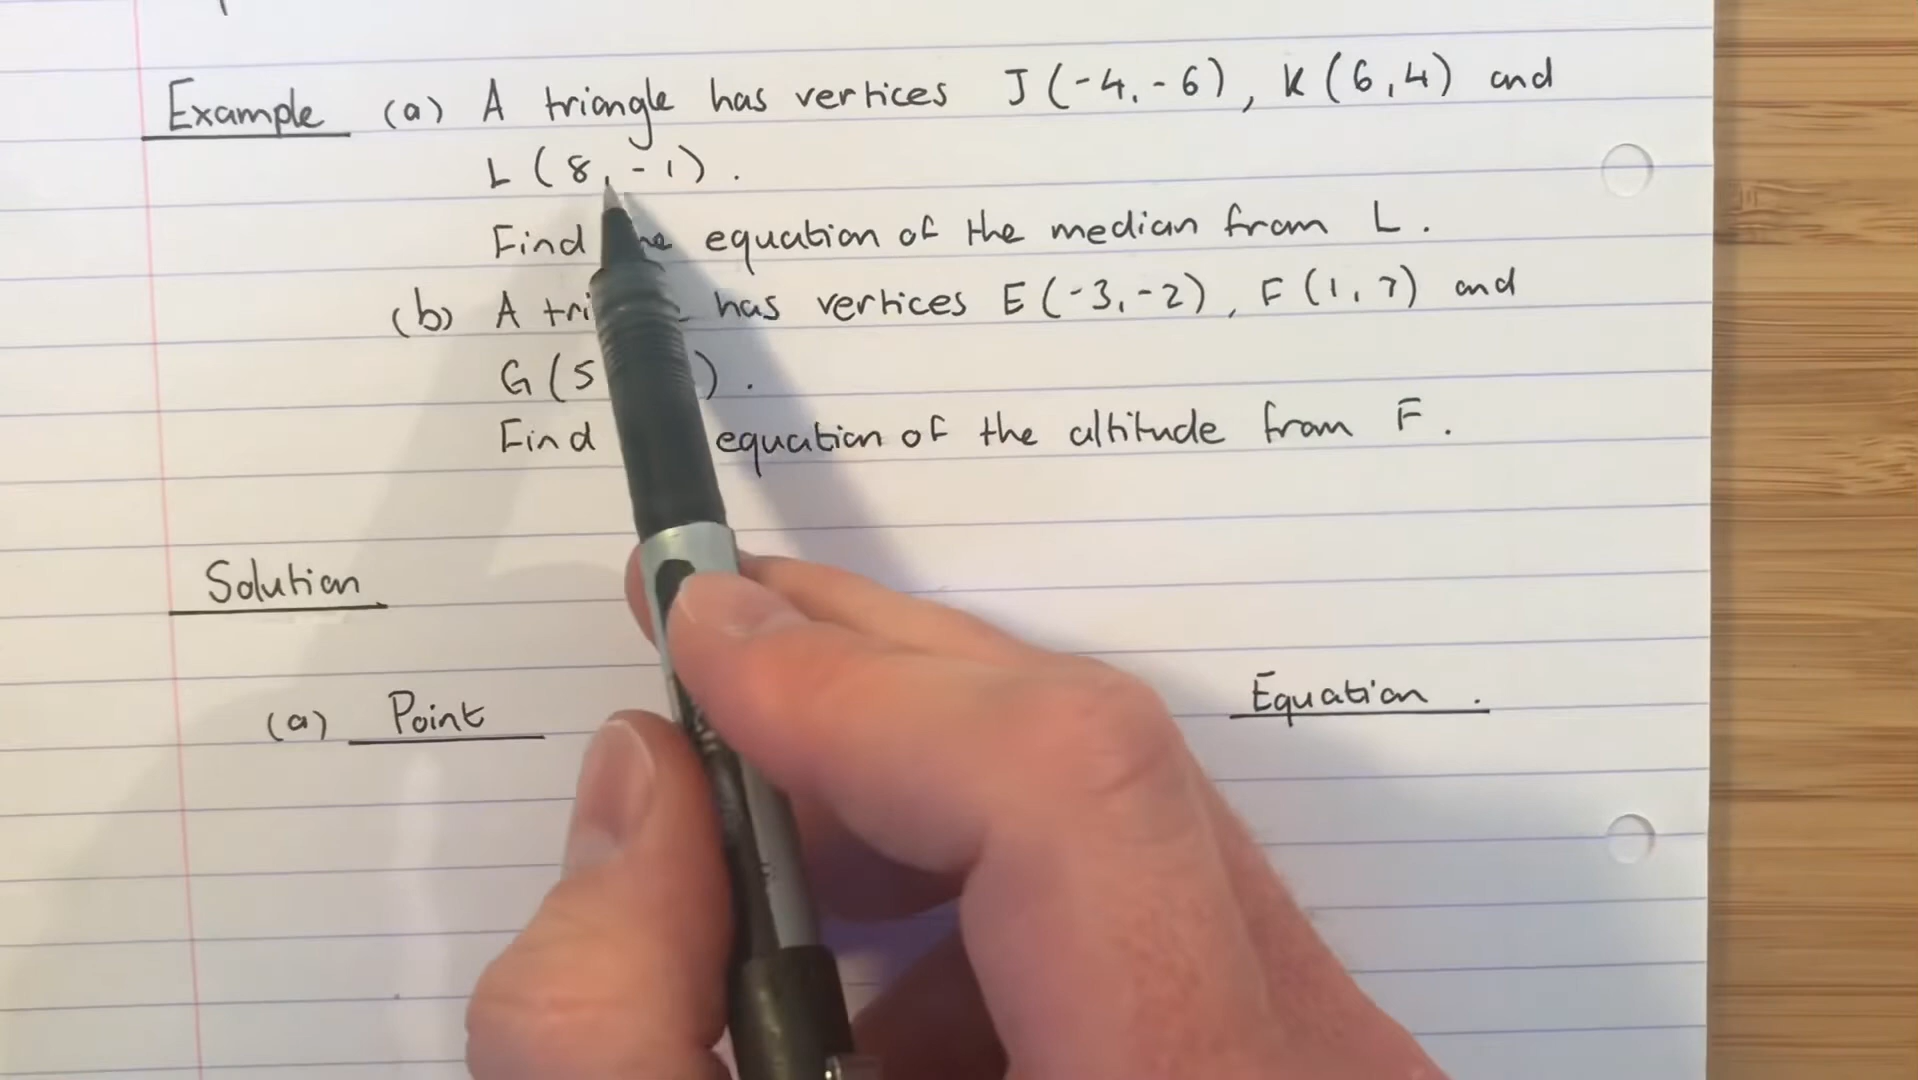 Example (a) A triangle has vertices J(-4,-6), K(6,4) and
L(8,-1).
Find equation of the median from L.
(b) A has vertices E(-3,-2), F(1,7) and
G(5 ).
Find equation of the altitude from F.
Solution
(a) Point Equation.